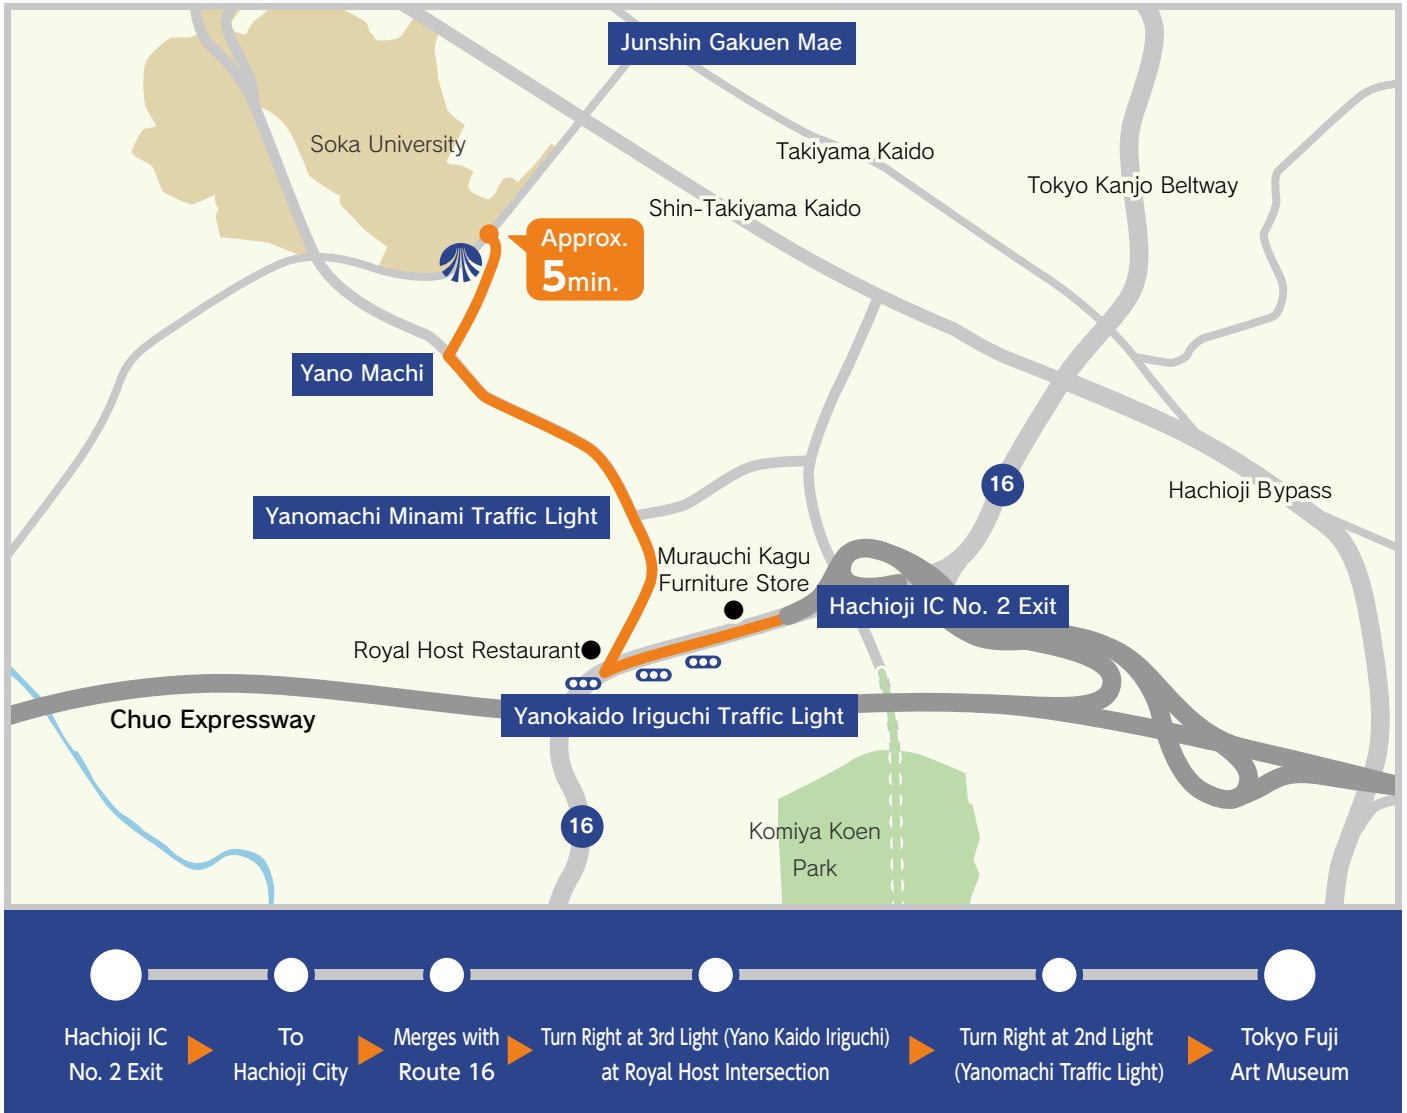 Junshin Gakuen Mae
Soka University
Takiyama Kaido
Tokyo Kanjo Beltway
Shin-Takiyama Kaido
Approx.
5min.
Yano Machi
16
Hachioji Bypass
Yanomachi Minami Traffic Light
Murauchi Kagu
Furniture Store
Hachioji IC No. 2 Exit
Royal Host Restaurant
Yanokaido Iriguchi Traffic Light
Chuo Expressway
16
Komiya Koen
Park
Hachioji IC
No. 2 Exit
To
Hachioji City
Merges with
Route 16
Turn Right at 3rd Light (Yano Kaido Iriguchi)
at Royal Host Intersection
Turn Right at 2nd Light
(Yanomachi Traffic Light)
Tokyo Fuji
Art Museum